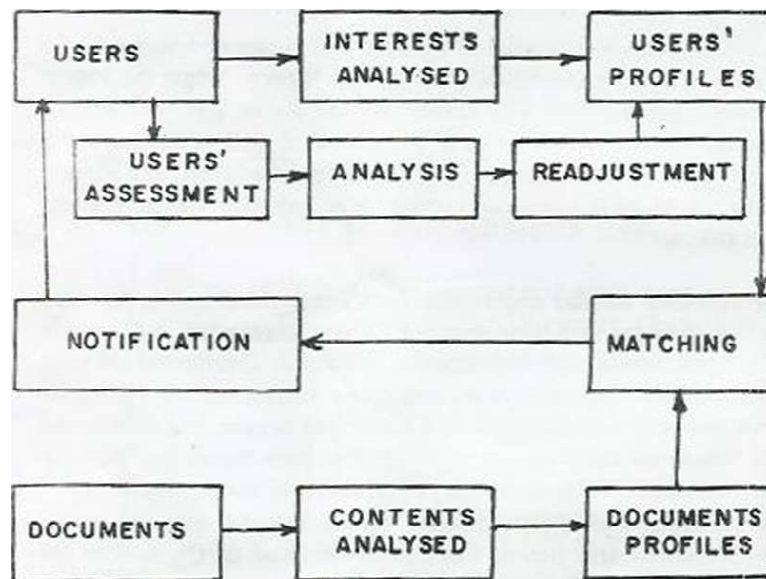 USERS
INTERESTS
ANALYSED
USERS'
PROFILES
USERS'
ASSESSMENT
ANALYSIS
READJUSTMENT
NOTIFICATION
MATCHING
DOCUMENTS
CONTENTS
ANALYSED
DOCUMENTS
PROFILES